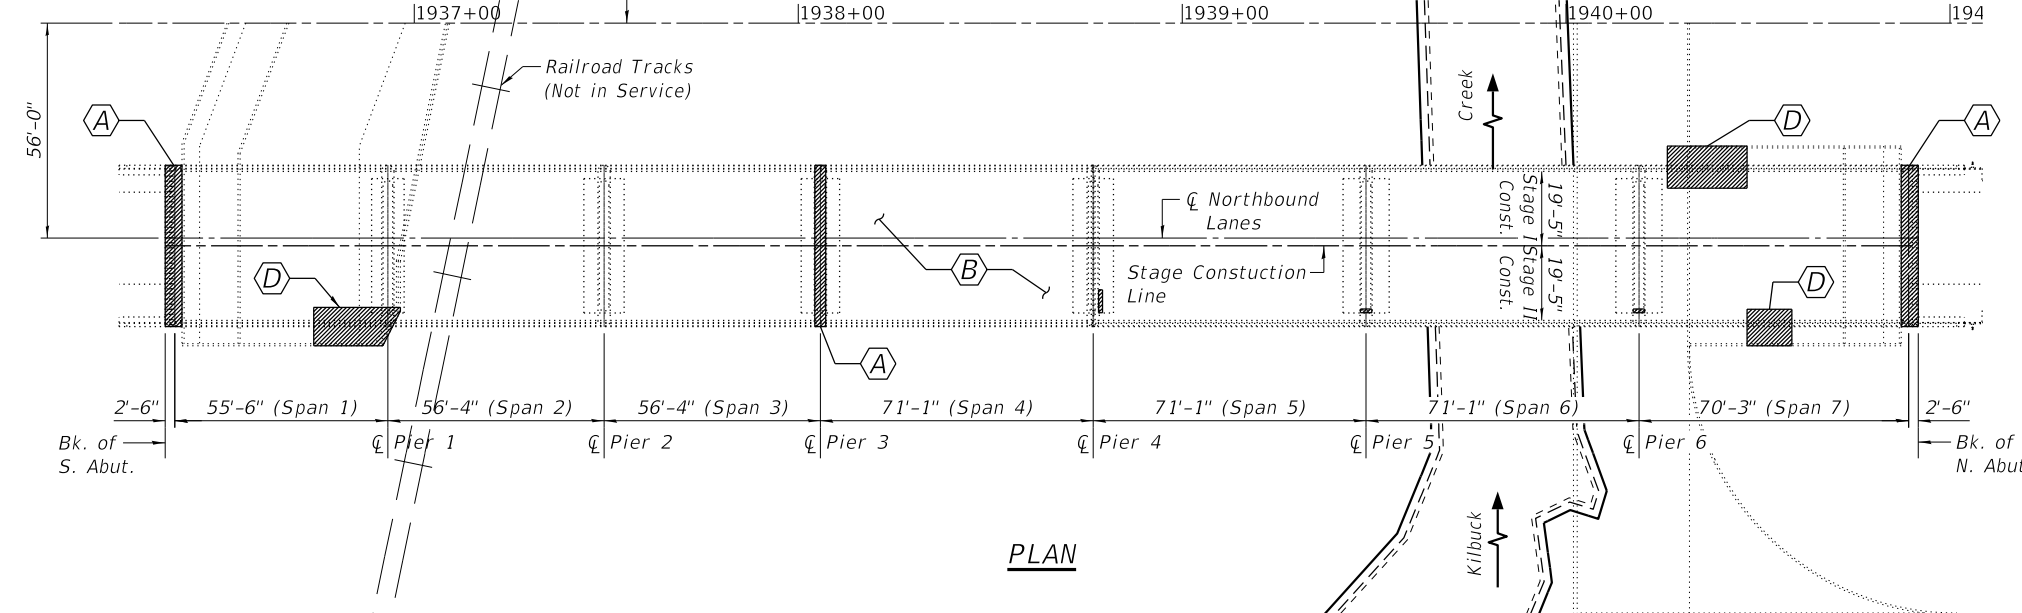 1937+00
1938+00
1939+00
1940+00
194
Railroad Tracks
(Not in Service)
56'-0"
A
Creek
D
A
℄ Northbound
Lanes
Stage I
Const.
19'-5"
B
Stage Constuction
Line
Stage II
Const.
19'-5"
D
D
A
2'-6"
55'-6" (Span 1)
56'-4" (Span 2)
56'-4" (Span 3)
71'-1" (Span 4)
71'-1" (Span 5)
71'-1" (Span 6)
70'-3" (Span 7)
2'-6"
Bk. of
S. Abut.
℄ Pier 1
℄ Pier 2
℄ Pier 3
℄ Pier 4
℄ Pier 5
℄ Pier 6
Bk. of
N. Abut
Kilbuck
PLAN